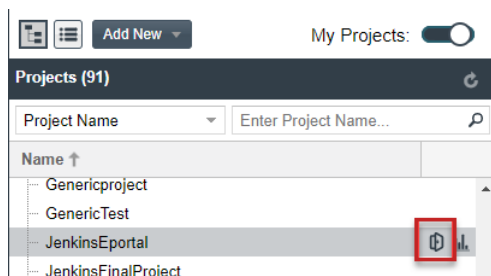 Add New My Projects:
Projects (91)
Project Name Enter Project Name...
Name
Genericproject
GenericTest
JenkinsEportal
JenkinsFinalProject